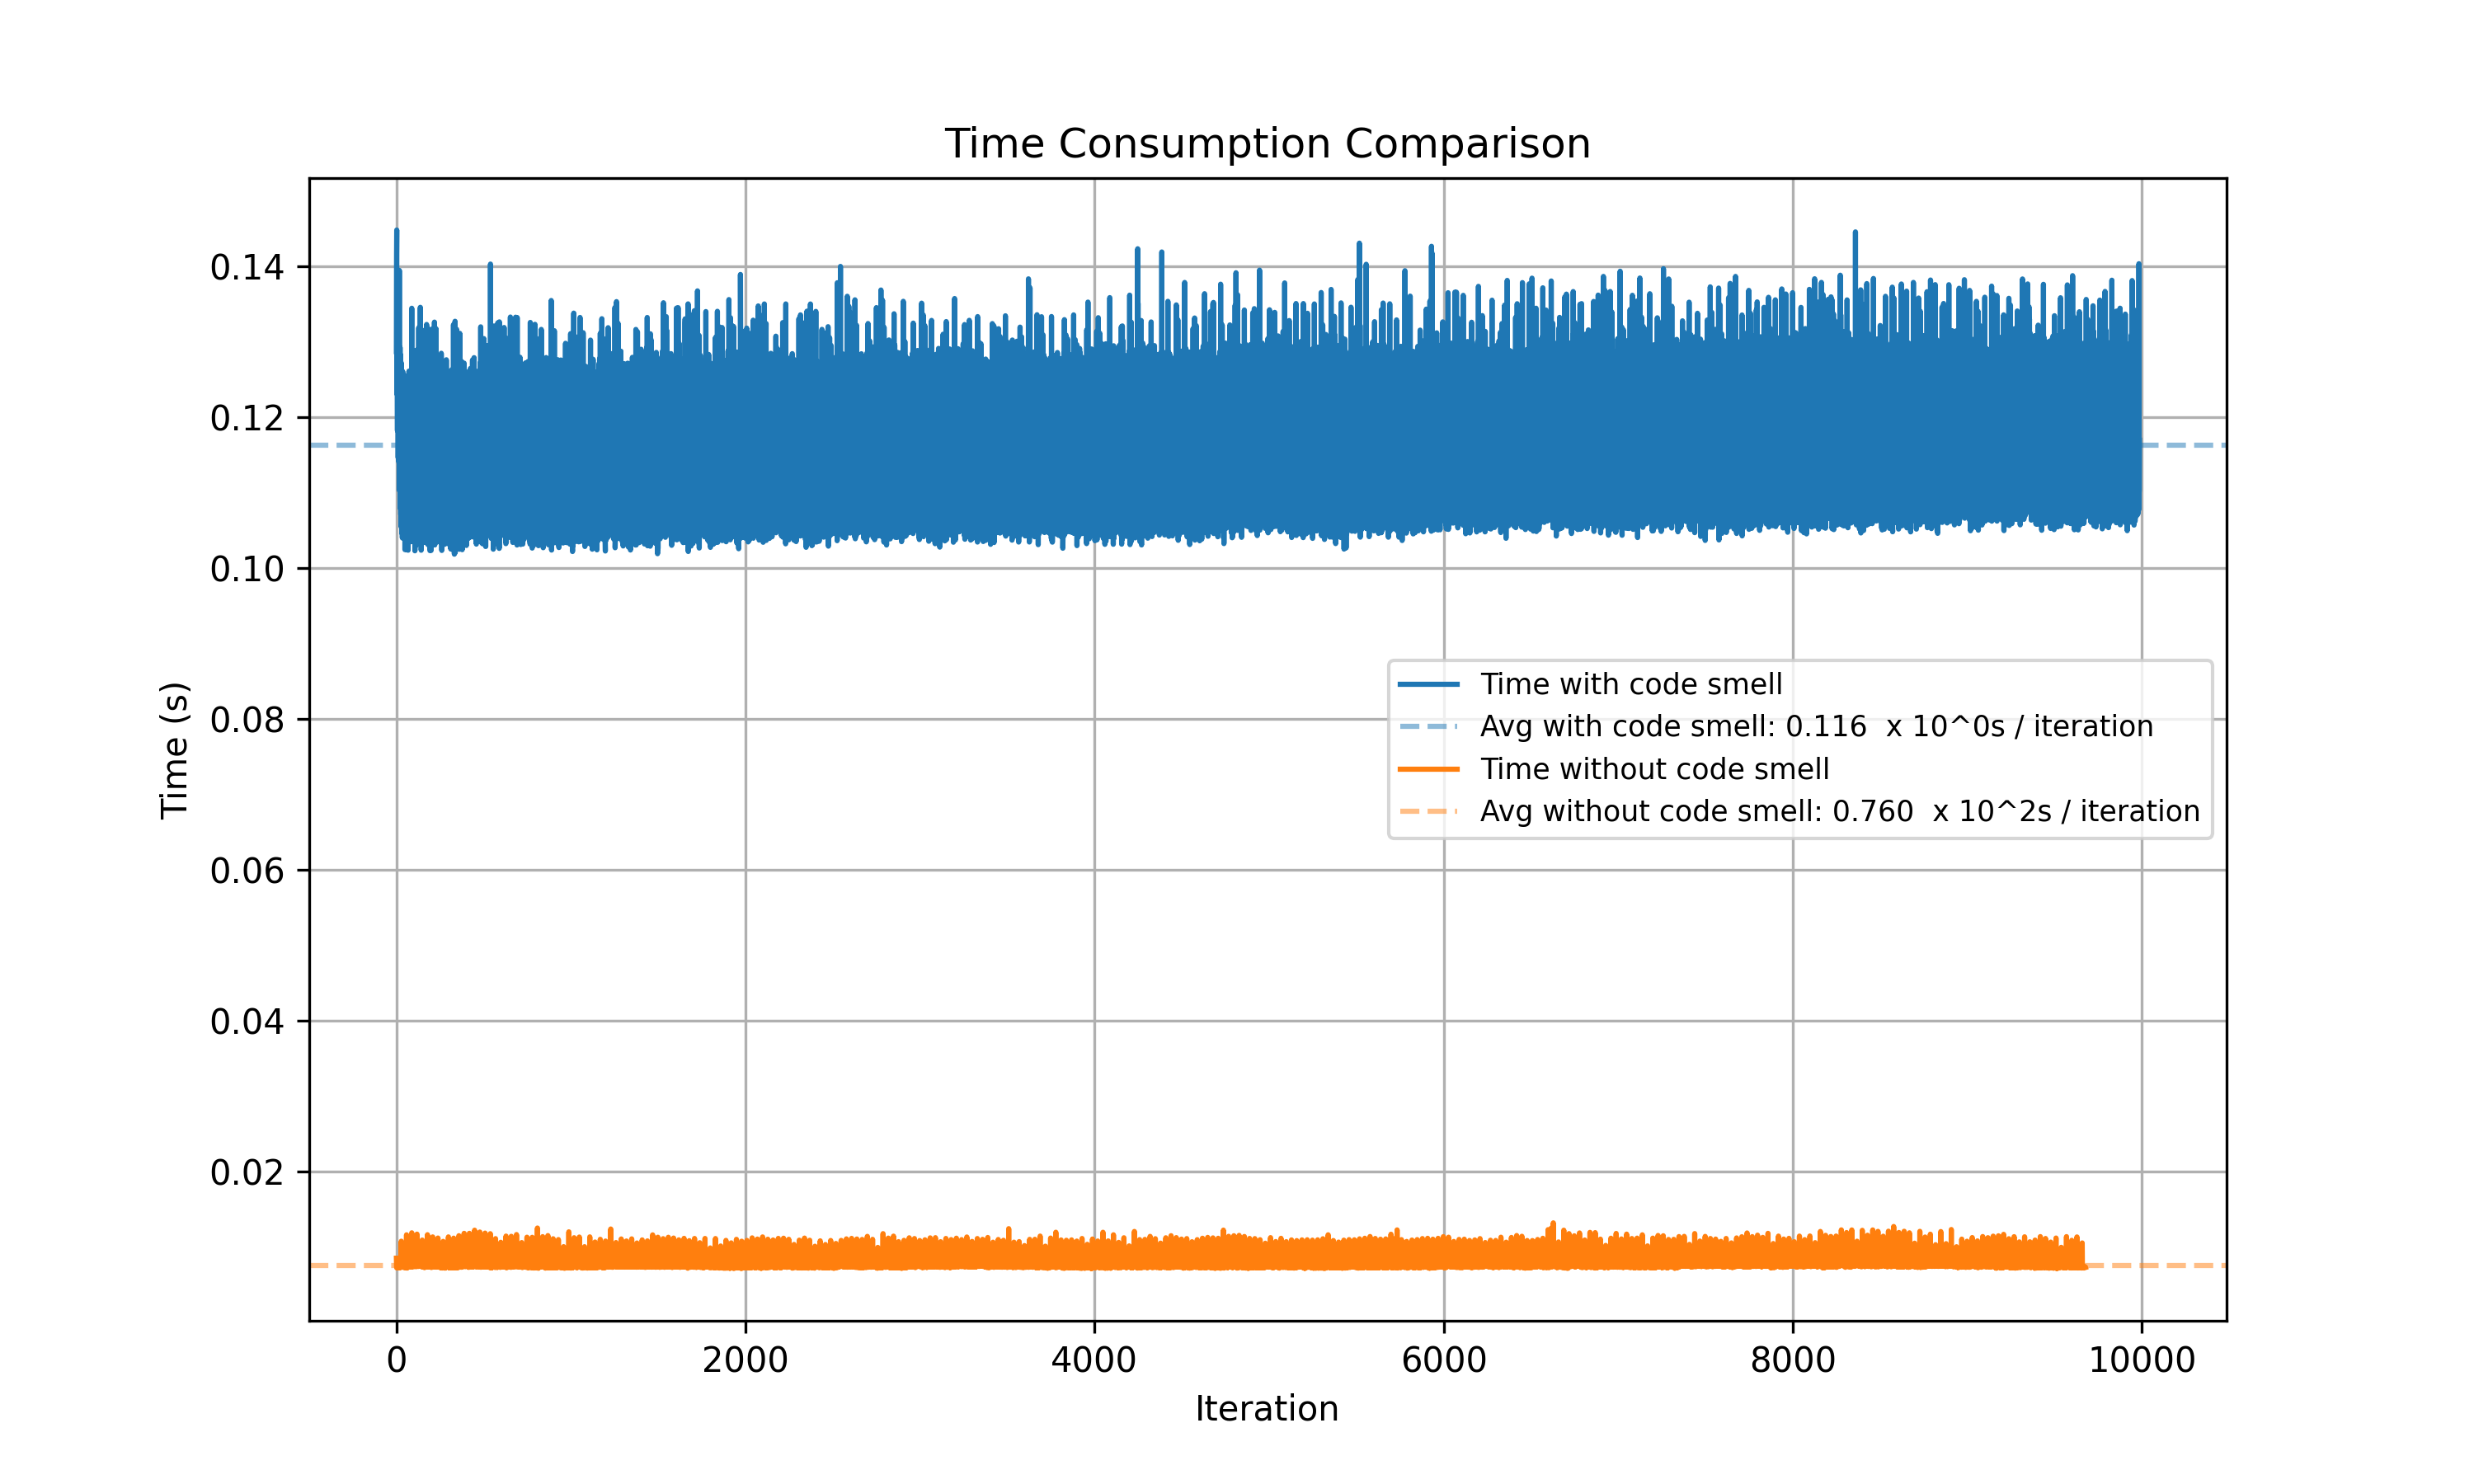 Time Consumption Comparison
0.14
0.12
0.10
0.08
0.06
0.04
0.02
Time (s)
Time with code smell
Avg with code smell: 0.116  x 10^0s / iteration
Time without code smell
Avg without code smell: 0.760  x 10^2s / iteration
0 2000 4000 6000 8000 10000
Iteration